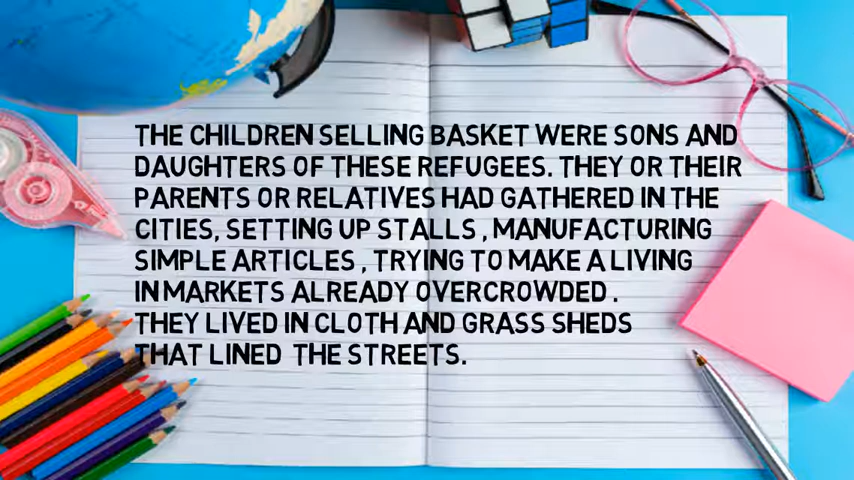 THE CHILDREN SELLING BASKET WERE SONS AND
DAUGHTERS OF THESE REFUGEES. THEY OR THEIR
PARENTS OR RELATIVES HAD GATHERED IN THE
CITIES, SETTING UP STALLS , MANUFACTURING
SIMPLE ARTICLES , TRYING TO MAKE A LIVING
IN MARKETS ALREADY OVERCROWDED .
THEY LIVED IN CLOTH AND GRASS SHEDS
THAT LINED THE STREETS.